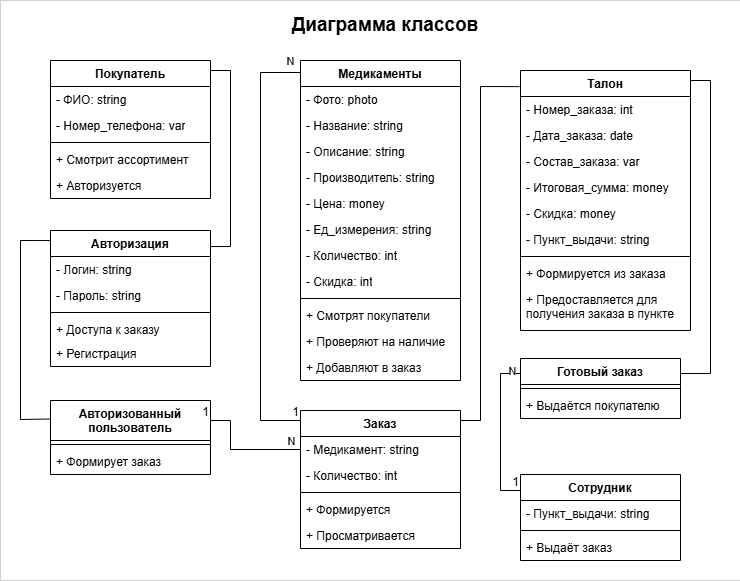 Диаграмма классов
Покупатель
- ФИО: string
- Номер_телефона: var
+ Смотрит ассортимент
+ Авторизуется
Авторизация
- Логин: string
- Пароль: string
+ Доступа к заказу
+ Регистрация
Авторизованный
пользователь
1
+ Формирует заказ
N
Медикаменты
- Фото: photo
- Название: string
- Описание: string
- Производитель: string
- Цена: money
- Ед_измерения: string
- Количество: int
- Скидка: int
+ Смотрят покупатели
+ Проверяют на наличие
+ Добавляют в заказ
1
N
Заказ
- Медикамент: string
- Количество: int
+ Формируется
+ Просматривается
Талон
- Номер_заказа: int
- Дата_заказа: date
- Состав_заказа: var
- Итоговая_сумма: money
- Скидка: money
- Пункт_выдачи: string
+ Формируется из заказа
+ Предоставляется для
получения заказа в пункте
N
Готовый заказ
+ Выдаётся покупателю
1
Сотрудник
- Пункт_выдачи: string
+ Выдаёт заказ